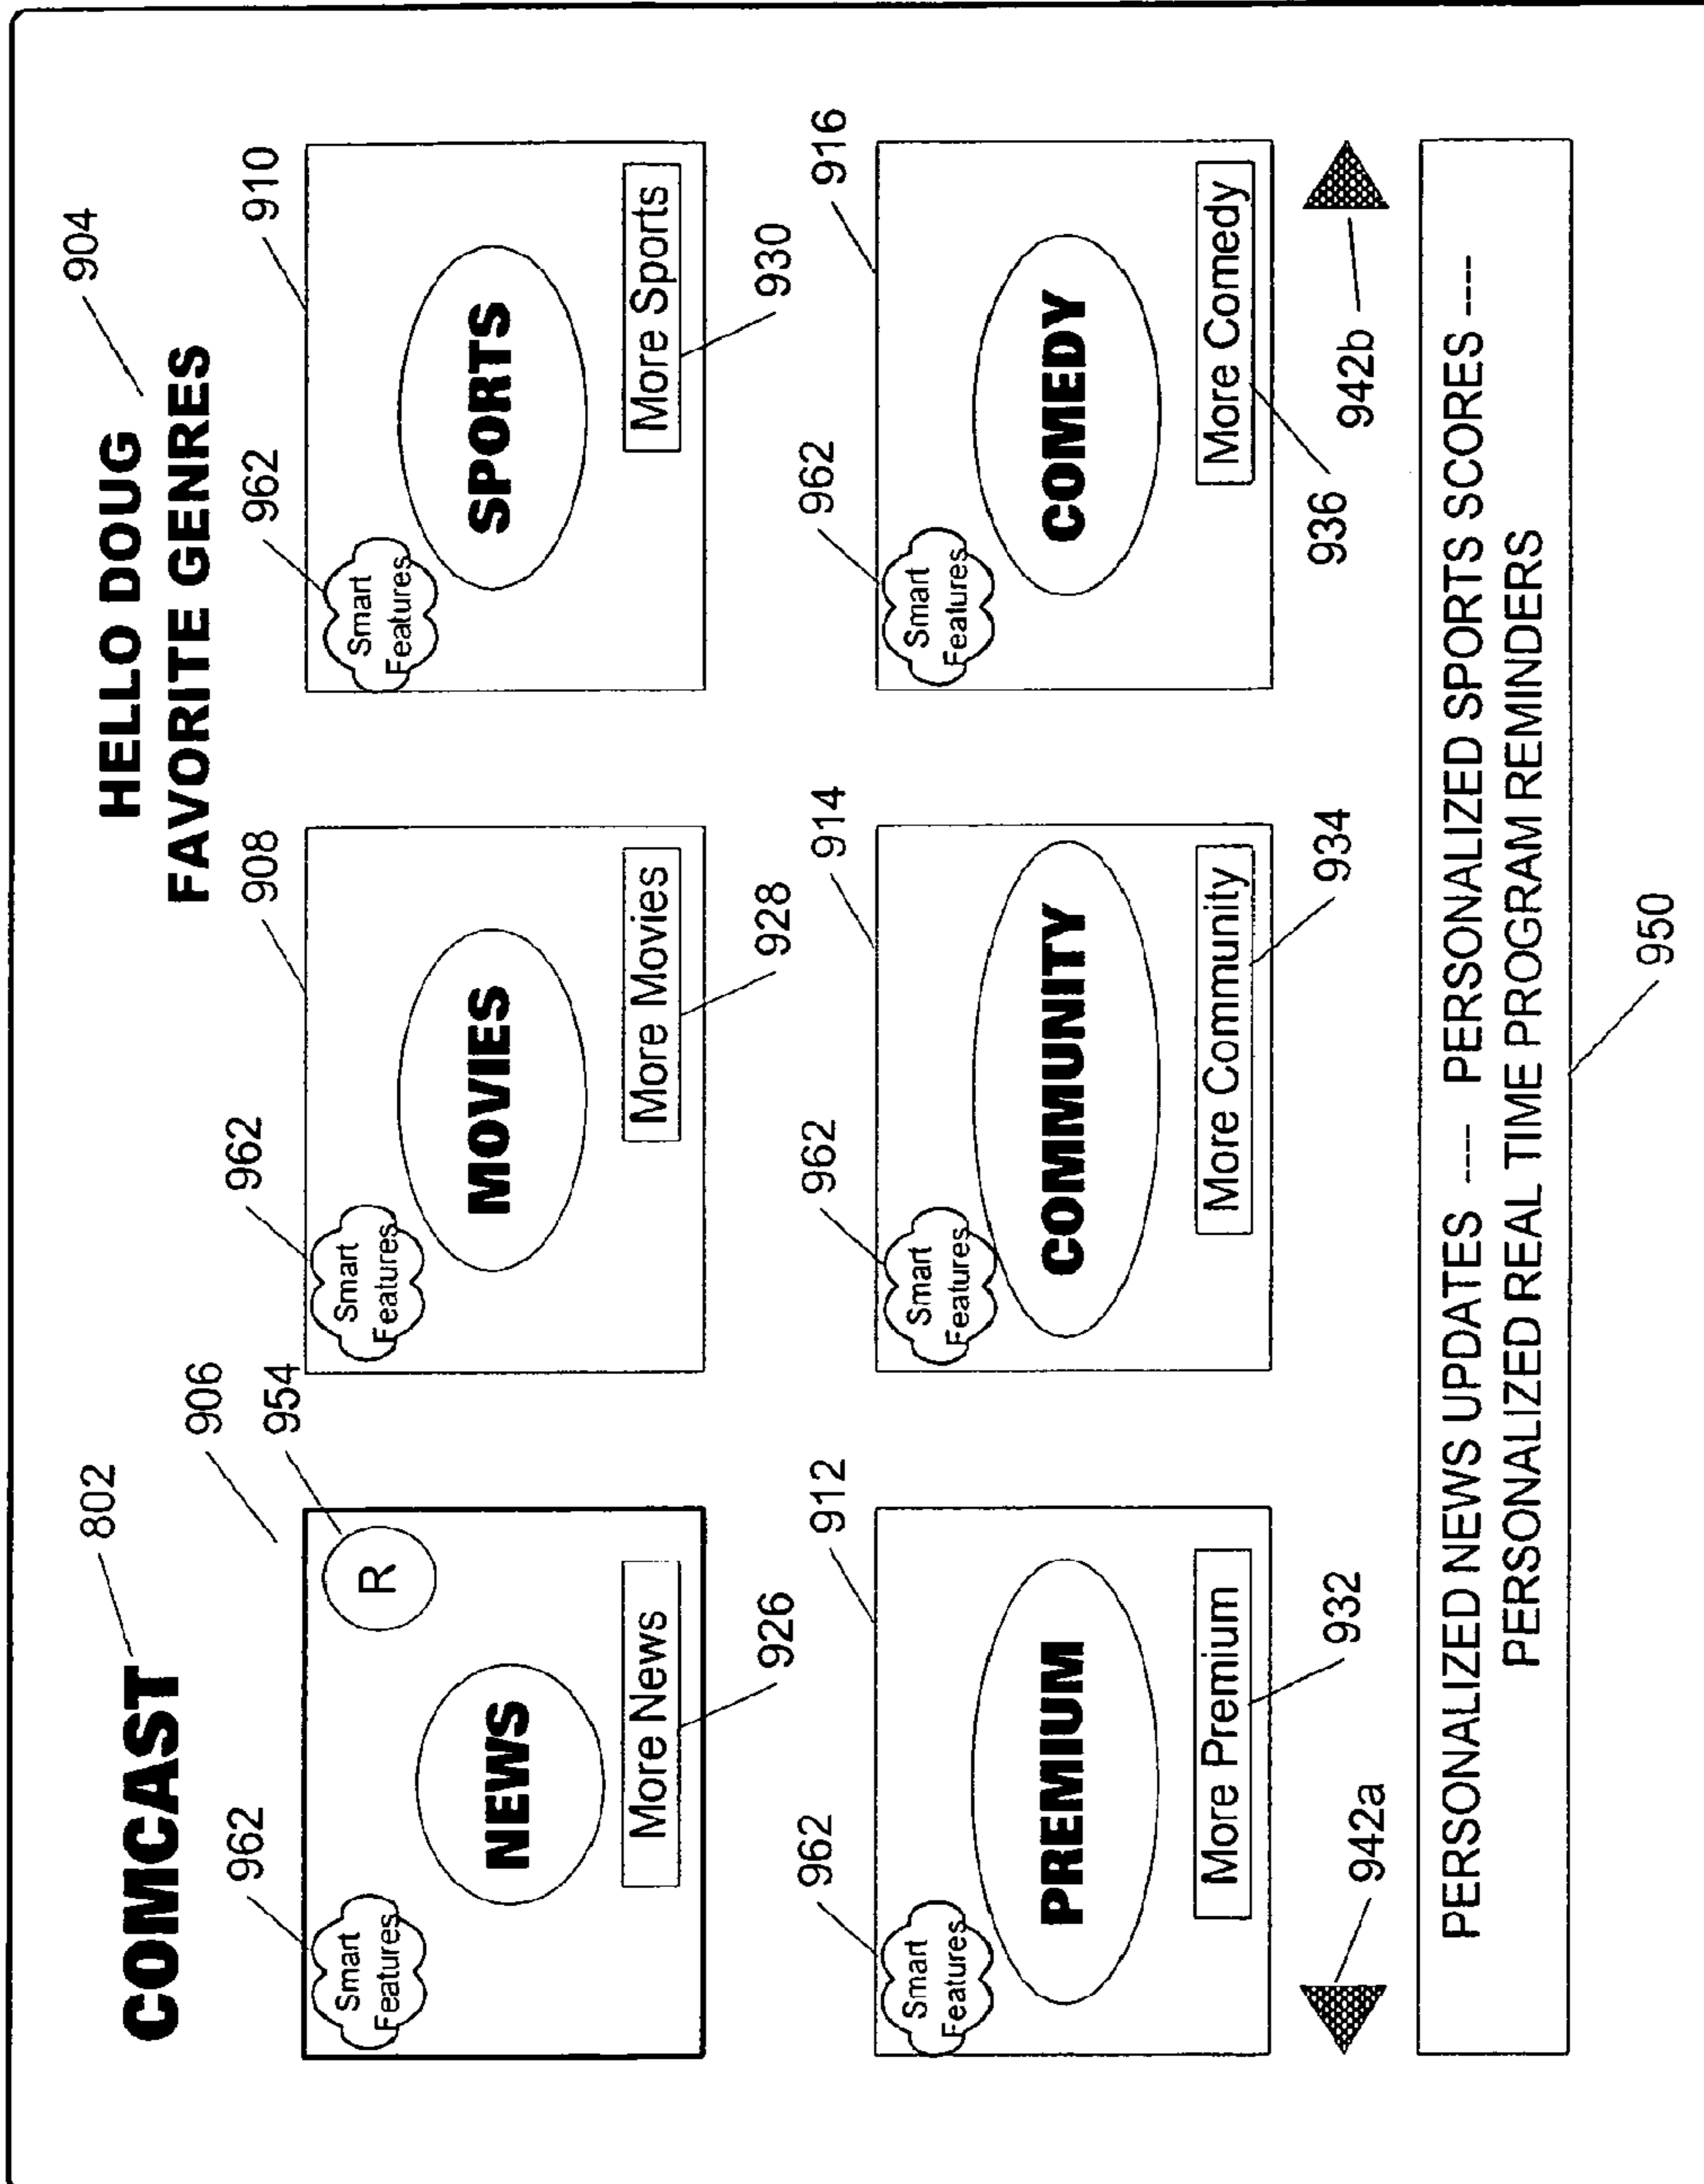 COMCAST
802
HELLO DOUG
FAVORITE GENRES
904
906
954
962
Smart
Features
R
NEWS
More News
926
908
962
Smart
Features
MOVIES
More Movies
928
910
962
Smart
Features
SPORTS
More Sports
930
912
962
Smart
Features
PREMIUM
More Premium
932
914
962
Smart
Features
COMMUNITY
More Community
934
916
962
Smart
Features
COMEDY
More Comedy
936
942a
942b
PERSONALIZED NEWS UPDATES ---- PERSONALIZED SPORTS SCORES ----
PERSONALIZED REAL TIME PROGRAM REMINDERS
950